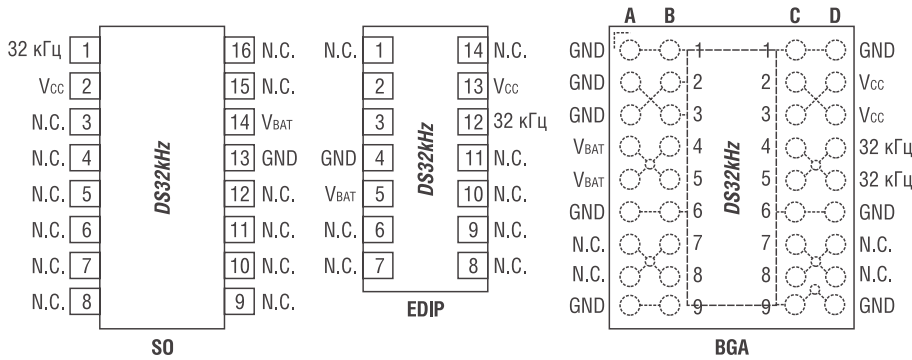 A B C D
32 кГц 1 16 N.C. N.C. 1 14 N.C. GND 1 1 GND
Vcc 2 15 N.C. 2 13 Vcc GND 2 2 Vcc
N.C. 3 14 VBAT 3 12 32 кГц GND 3 3 Vcc
N.C. 4 13 GND GND 4 11 N.C. VBAT 4 4 32 кГц
N.C. 5 12 N.C. VBAT 5 10 N.C. VBAT 5 5 32 кГц
N.C. 6 11 N.C. N.C. 6 9 N.C. GND 6 6 GND
N.C. 7 10 N.C. N.C. 7 8 N.C. N.C. 7 7 N.C.
N.C. 8 9 N.C. N.C. 8 8 N.C.
GND 9 9 GND
DS32kHz DS32kHz DS32kHz
SO EDIP BGA